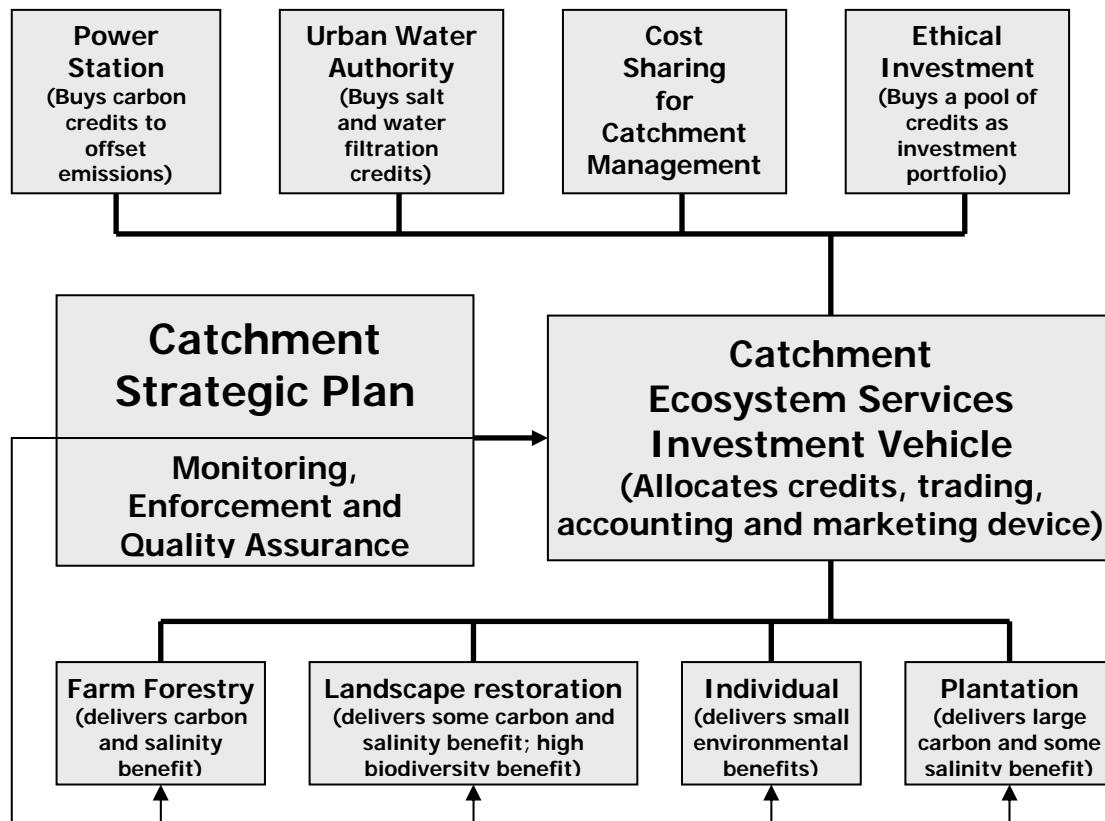 Power
Station
(Buys carbon
credits to
offset
emissions)
Urban Water
Authority
(Buys salt
and water
filtration
credits)
Cost
Sharing
for
Catchment
Management
Ethical
Investment
(Buys a pool of
credits as
investment
portfolio)
Catchment
Strategic Plan
Monitoring,
Enforcement and
Quality Assurance
Catchment
Ecosystem Services
Investment Vehicle
(Allocates credits, trading,
accounting and marketing device)
Farm Forestry
(delivers carbon
and salinity
benefit)
Landscape restoration
(delivers some carbon and
salinity benefit; high
biodiversity benefit)
Individual
(delivers small
environmental
benefits)
Plantation
(delivers large
carbon and some
salinity benefit)